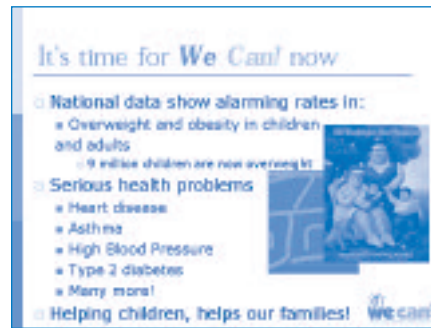 It's time for We Can! now
National data show alarming rates in:
Overweight and obesity in children
and adults
9 million children are now overweight
Serious health problems
Heart disease
Asthma
High Blood Pressure
Type 2 diabetes
Many more!
Helping children, helps our families!
we can!